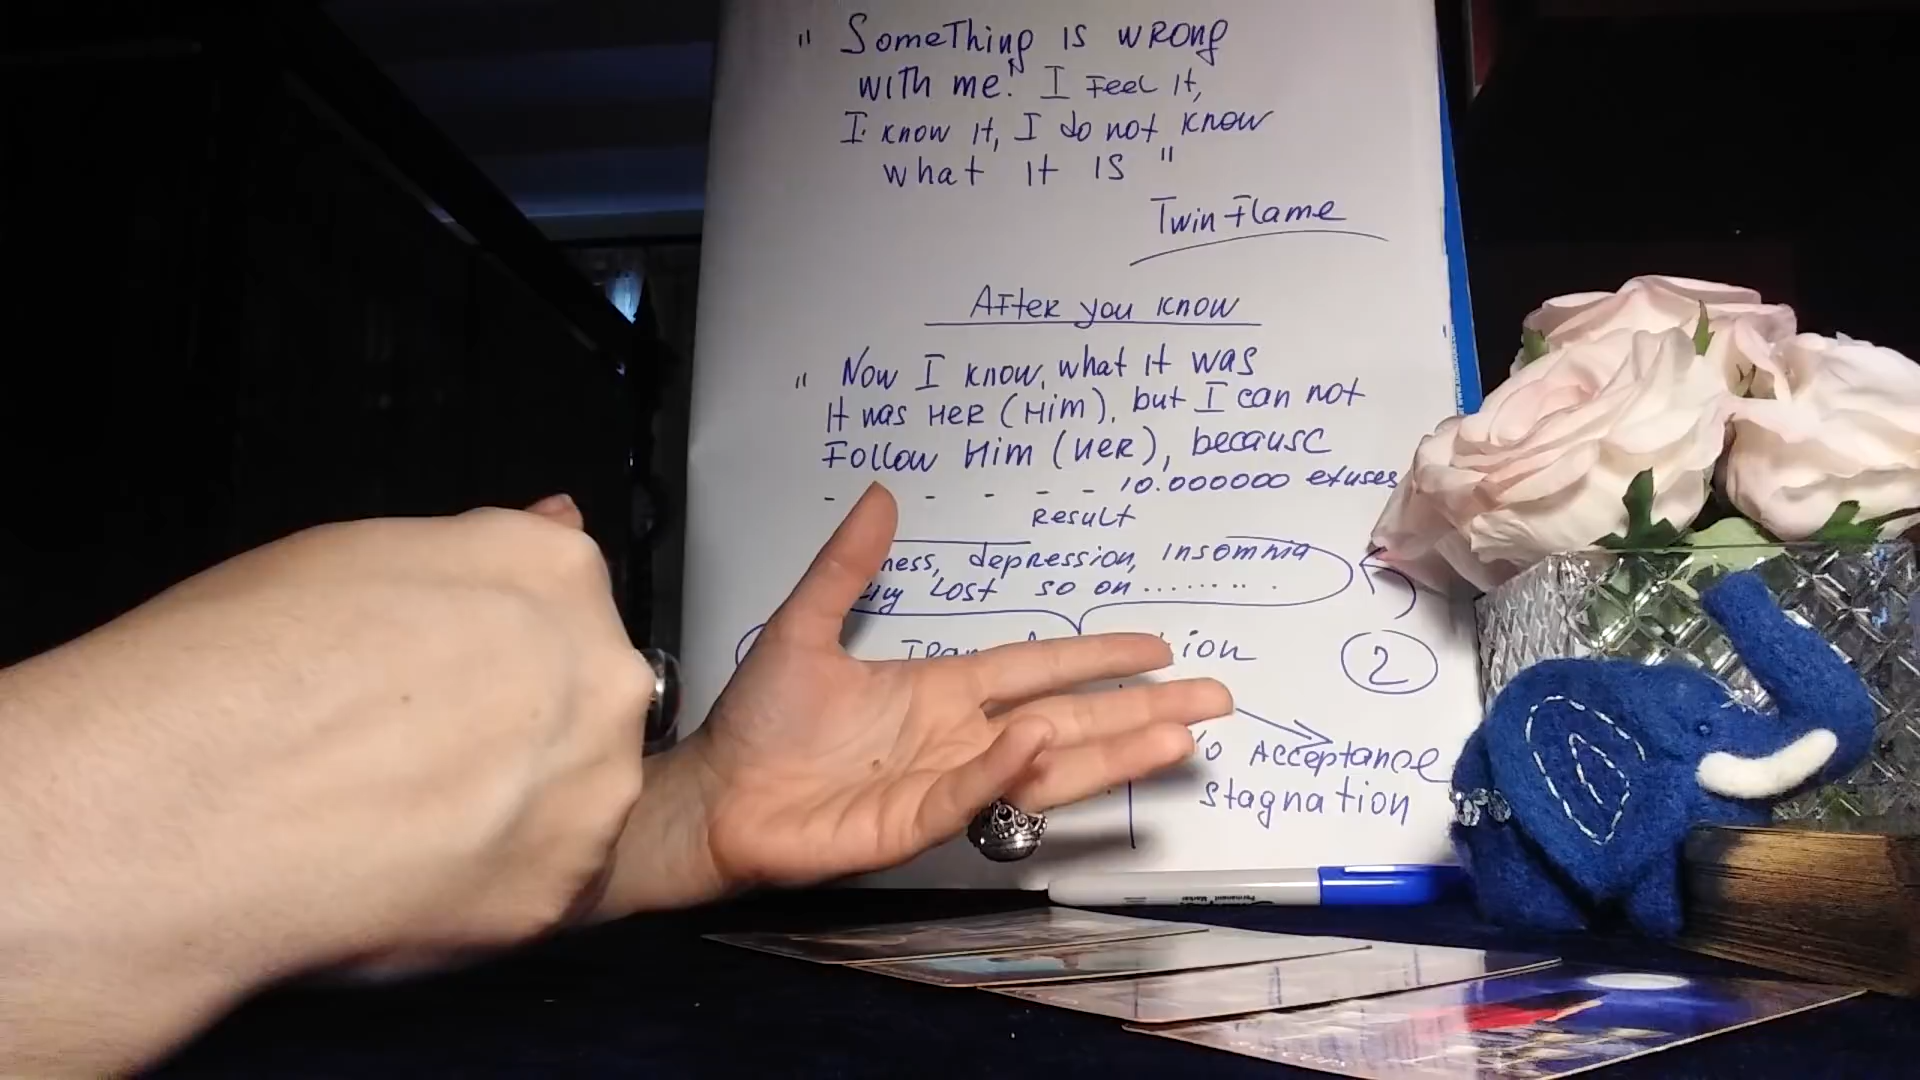 " Something is wrong
with me! I Feel it,
I know it, I do not know
what it is "
Twin Flame
After you know
" Now I know, what it was
It was HER (Him), but I can not
Follow Him (HER), because
- - - - - 10.000000 exuses
Result
depression, insomnia
Lost so on ........
2
Acceptance
Stagnation
Permanent
Marker